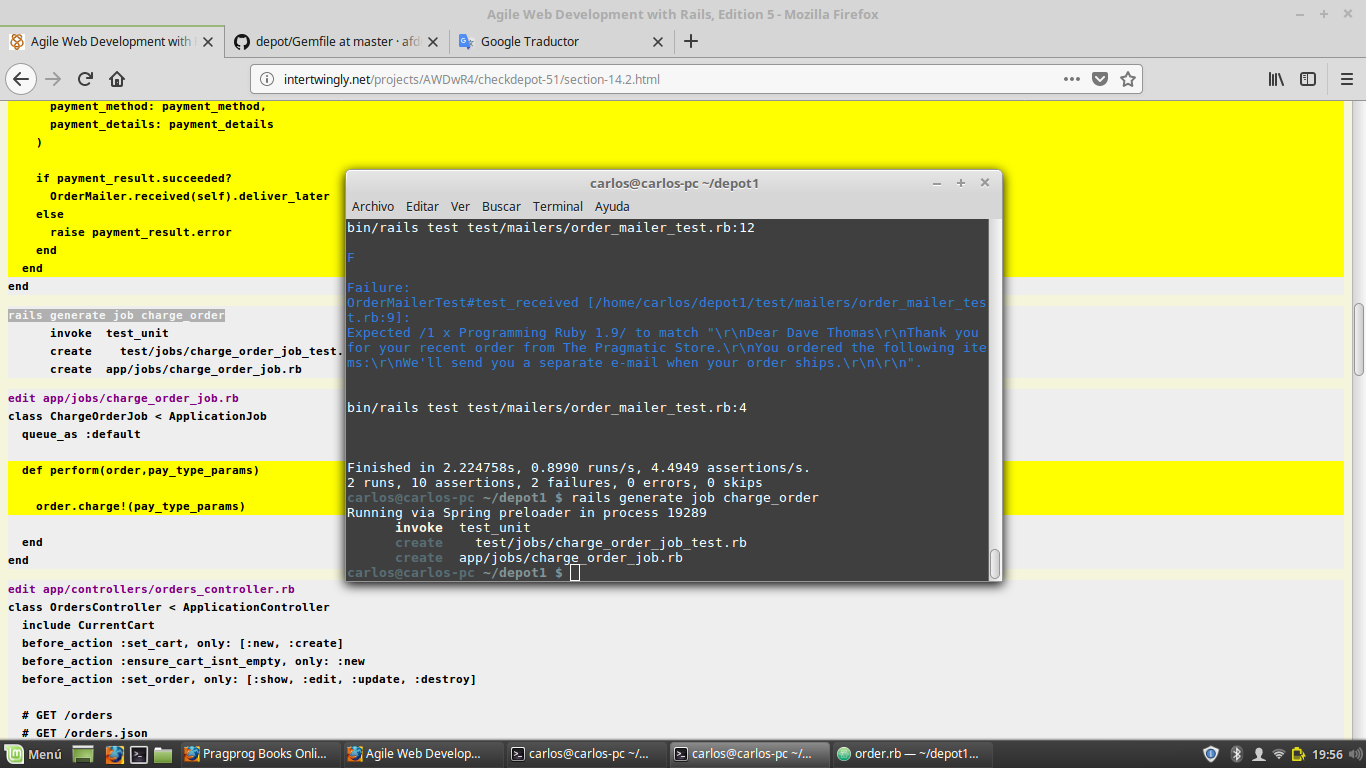 Agile Web Development with Rails, Edition 5 - Mozilla Firefox
Agile Web Development with
depot/Gemfile at master · afd
Google Traductor
intertwingly.net/projects/AWDwR4/checkdepot-51/section-14.2.html
payment_method: payment_method,
payment_details: payment_details
)
if payment_result.succeeded?
OrderMailer.received(self).deliver_later
else
raise payment_result.error
end
end
end
rails generate job charge_order
invoke test_unit
create test/jobs/charge_order_job_test.
create app/jobs/charge_order_job.rb
edit app/jobs/charge_order_job.rb
class ChargeOrderJob < ApplicationJob
queue_as :default
def perform(order,pay_type_params)
order.charge!(pay_type_params)
end
end
edit app/controllers/orders_controller.rb
class OrdersController < ApplicationController
include CurrentCart
before_action :set_cart, only: [:new, :create]
before_action :ensure_cart_isnt_empty, only: :new
before_action :set_order, only: [:show, :edit, :update, :destroy]
# GET /orders
# GET /orders.json
carlos@carlos-pc ~/depot1
Archivo Editar Ver Buscar Terminal Ayuda
bin/rails test test/mailers/order_mailer_test.rb:12
F
Failure:
OrderMailerTest#test_received [/home/carlos/depot1/test/mailers/order_mailer_tes
t.rb:9]:
Expected /1 x Programming Ruby 1.9/ to match "\r\nDear Dave Thomas\r\nThank you
for your recent order from The Pragmatic Store.\r\nYou ordered the following ite
ms:\r\nWe'll send you a separate e-mail when your order ships.\r\n\r\n".
bin/rails test test/mailers/order_mailer_test.rb:4
Finished in 2.224758s, 0.8990 runs/s, 4.4949 assertions/s.
2 runs, 10 assertions, 2 failures, 0 errors, 0 skips
carlos@carlos-pc ~/depot1 $ rails generate job charge_order
Running via Spring preloader in process 19289
invoke test_unit
create test/jobs/charge_order_job_test.rb
create app/jobs/charge_order_job.rb
carlos@carlos-pc ~/depot1 $
Menú
Pragprog Books Onli...
Agile Web Develop...
carlos@carlos-pc ~/...
carlos@carlos-pc ~/...
order.rb — ~/depot1...
19:56